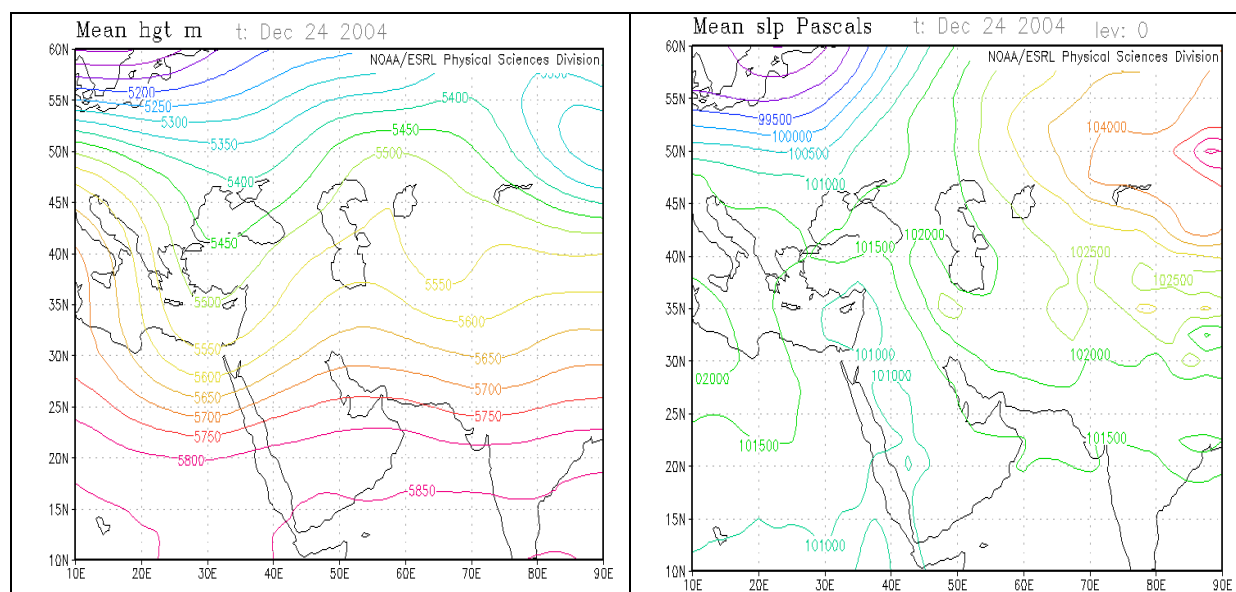 Mean hgt m t: Dec 24 2004
NOAA/ESRL Physical Sciences Division
60N
55N
50N
45N
40N
35N
30N
25N
20N
15N
10N
10E 20E 30E 40E 50E 60E 70E 80E 90E
5200
5250
5300
5350
5400
5400
5450
5500
5450
5500
5550
5550
5600
5600
5650
5650
5700
5700
5750
5750
5800
5850
Mean slp Pascals t: Dec 24 2004 lev: 0
NOAA/ESRL Physical Sciences Division
60N
55N
50N
45N
40N
35N
30N
25N
20N
15N
10N
10E 20E 30E 40E 50E 60E 70E 80E 90E
99500
100000
100500
101000
104000
101500
102000
102500
102500
101000
101000
102000
102000
101500
101500
101000